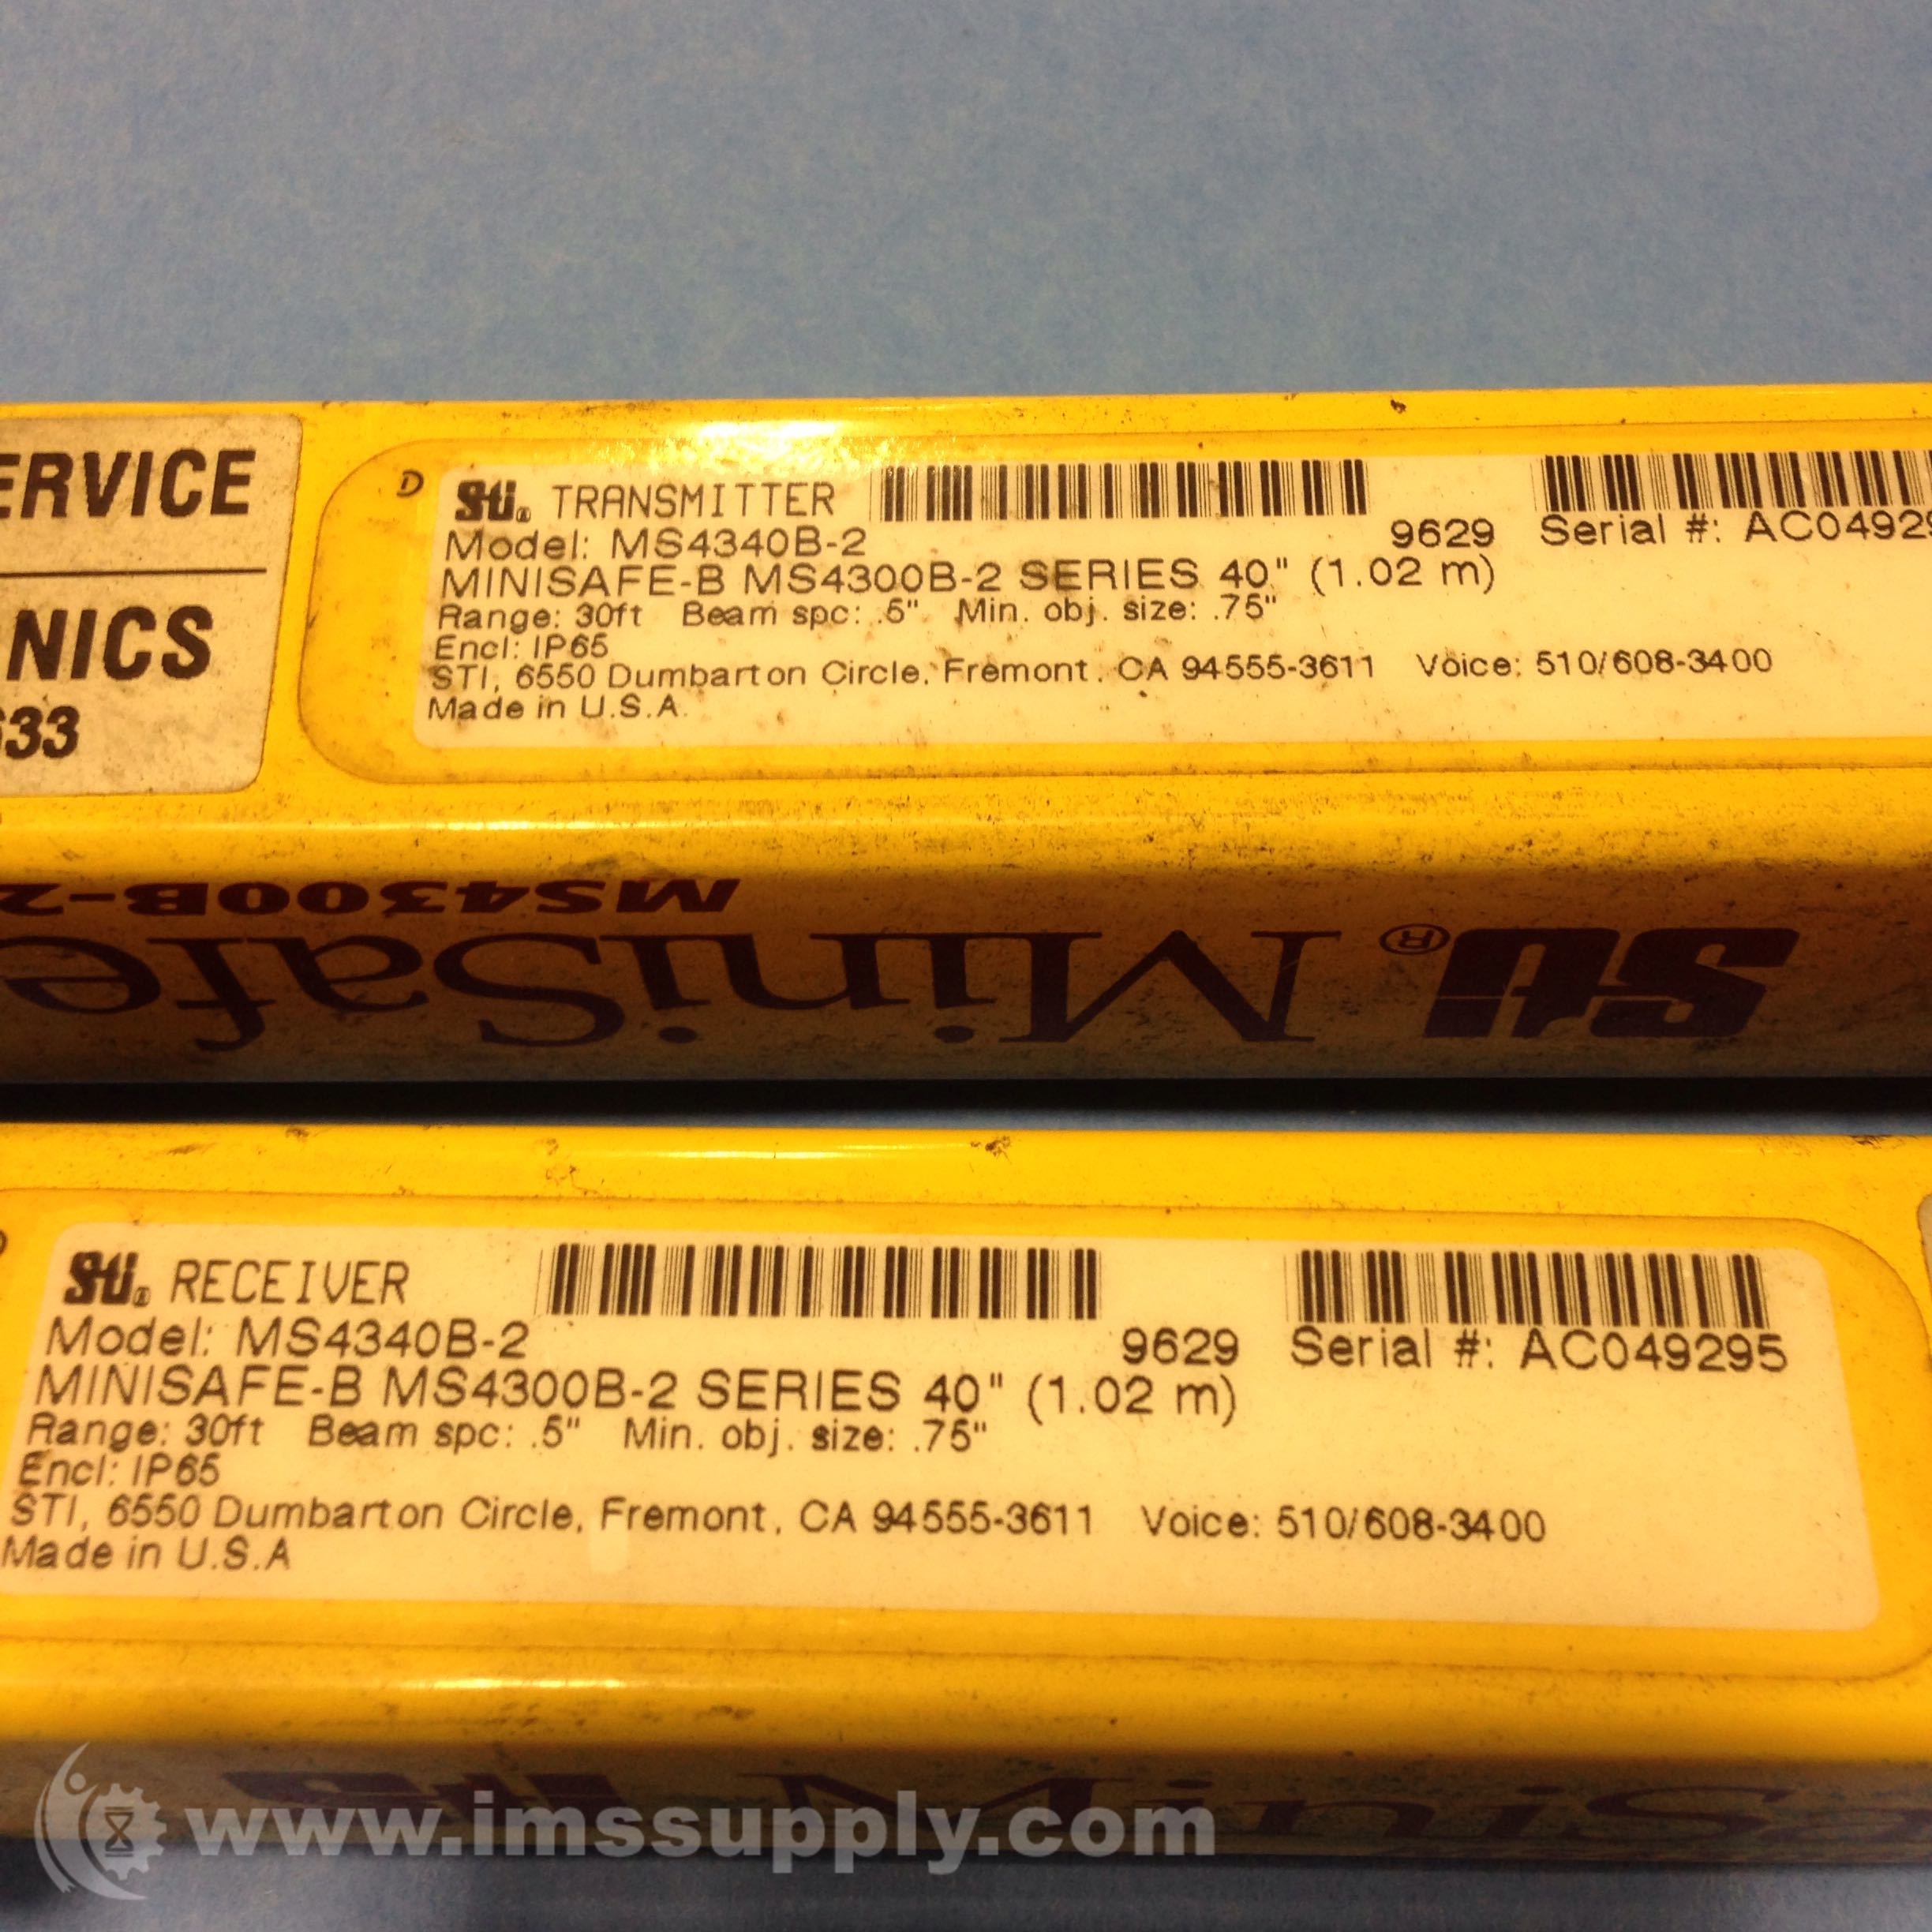 ERVICE
NICS
633
D
Sti® TRANSMITTER
Model: MS4340B-2
9629 Serial #: AC04929
MINISAFE-B MS4300B-2 SERIES 40" (1.02 m)
Range: 30ft Beam spc: .5" Min. obj. size: .75"
Encl: IP65
STI, 6550 Dumbarton Circle, Fremont, CA 94555-3611 Voice: 510/608-3400
Made in U.S.A.
Sti® MiniSafe
MS4300B-2
Sti® RECEIVER
Model: MS4340B-2
9629 Serial #: AC049295
MINISAFE-B MS4300B-2 SERIES 40" (1.02 m)
Range: 30ft Beam spc: .5" Min. obj. size: .75"
Encl: IP65
STI, 6550 Dumbarton Circle, Fremont, CA 94555-3611 Voice: 510/608-3400
Made in U.S.A
Sti MiniSa
www.imssupply.com